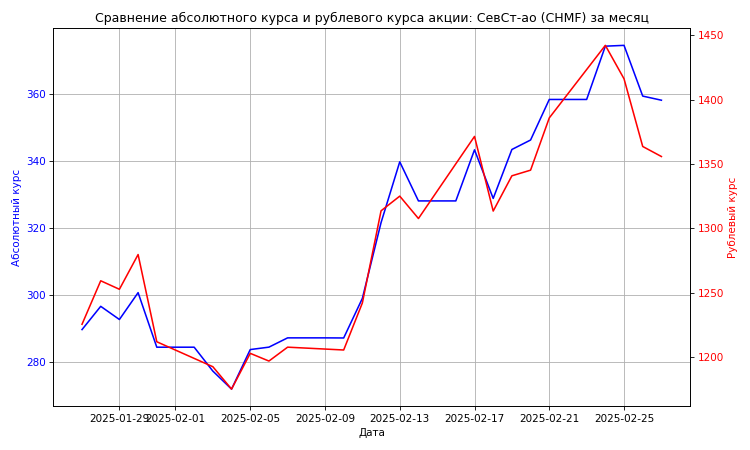 Сравнение абсолютного курса и рублевого курса акции: СевСт-ао (CHMF) за месяц
Абсолютный курс
360
340
320
300
280
1450
1400
1350
1300
1250
1200
Рублевый курс
2025-01-29 2025-02-01 2025-02-05 2025-02-09 2025-02-13 2025-02-17 2025-02-21 2025-02-25
Дата